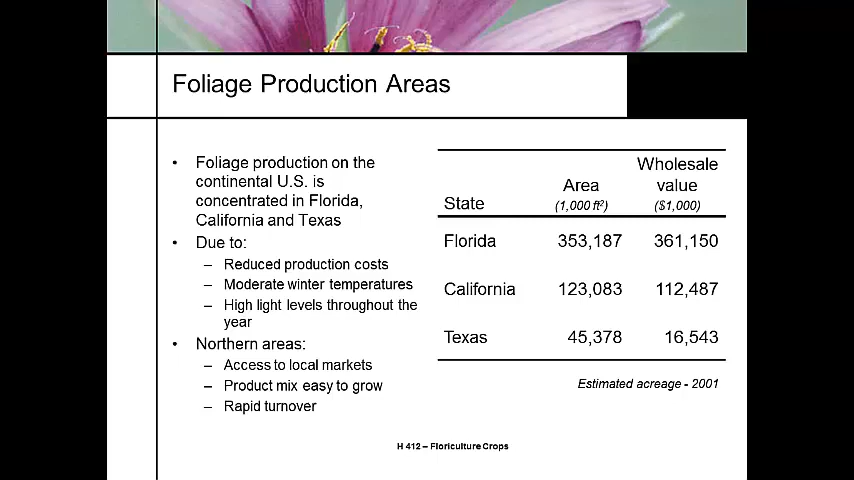 Foliage Production Areas
• Foliage production on the
continental U.S. is
concentrated in Florida,
California and Texas
• Due to:
– Reduced production costs
– Moderate winter temperatures
– High light levels throughout the
year
• Northern areas:
– Access to local markets
– Product mix easy to grow
– Rapid turnover
State Area (1,000 ft²) Wholesale value ($1,000)
Florida 353,187 361,150
California 123,083 112,487
Texas 45,378 16,543
Estimated acreage - 2001
H 412 – Floriculture Crops